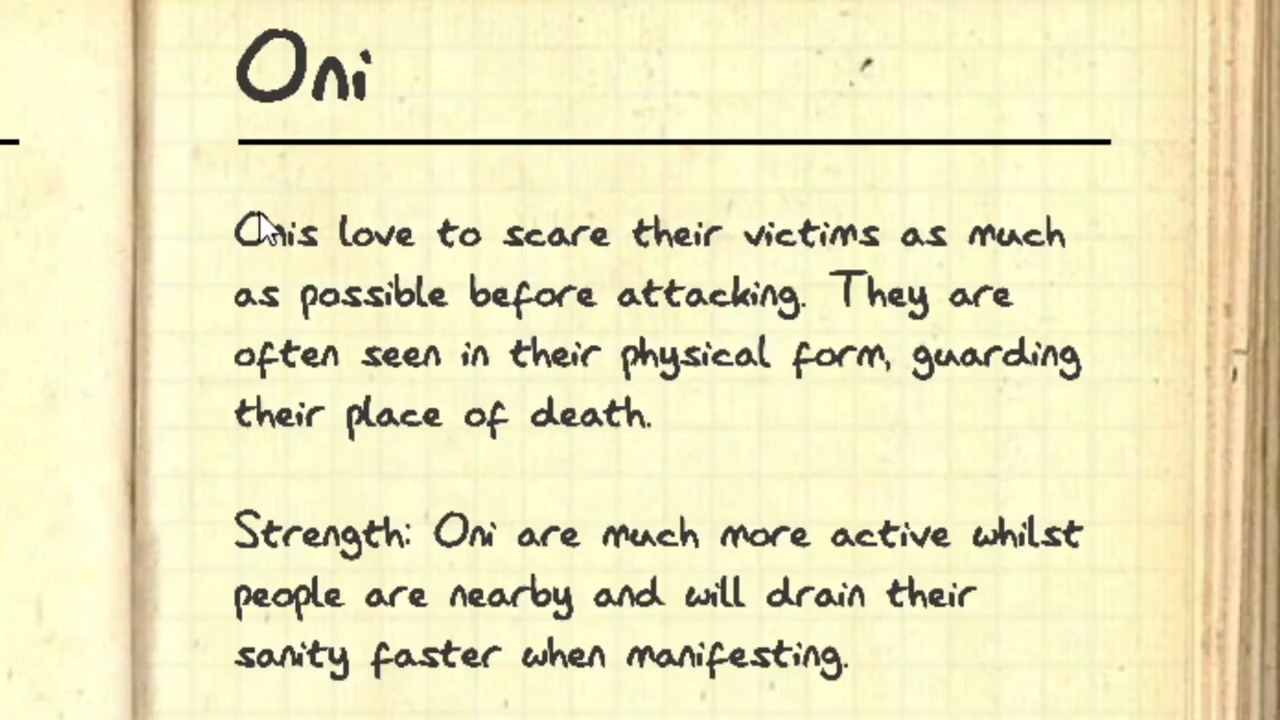 Oni
Onis love to scare their victims as much
as possible before attacking. They are
often seen in their physical form, guarding
their place of death.
Strength: Oni are much more active whilst
people are nearby and will drain their
sanity faster when manifesting.